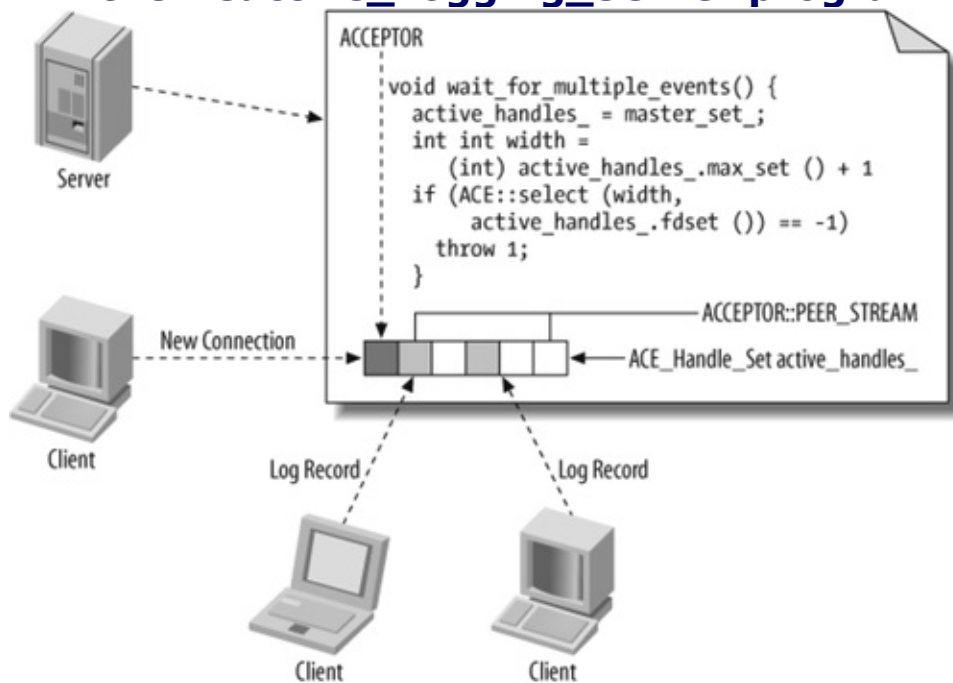 Reactive_Logging_Server
ACCEPTOR
void wait_for_multiple_events() {
active_handles_ = master_set_;
int int width =
(int) active_handles_.max_set () + 1
if (ACE::select (width,
active_handles_.fdset ()) == -1)
throw 1;
}
Server
ACCEPTOR::PEER_STREAM
New Connection
ACE_Handle_Set active_handles_
Client
Log Record
Log Record
Client
Client